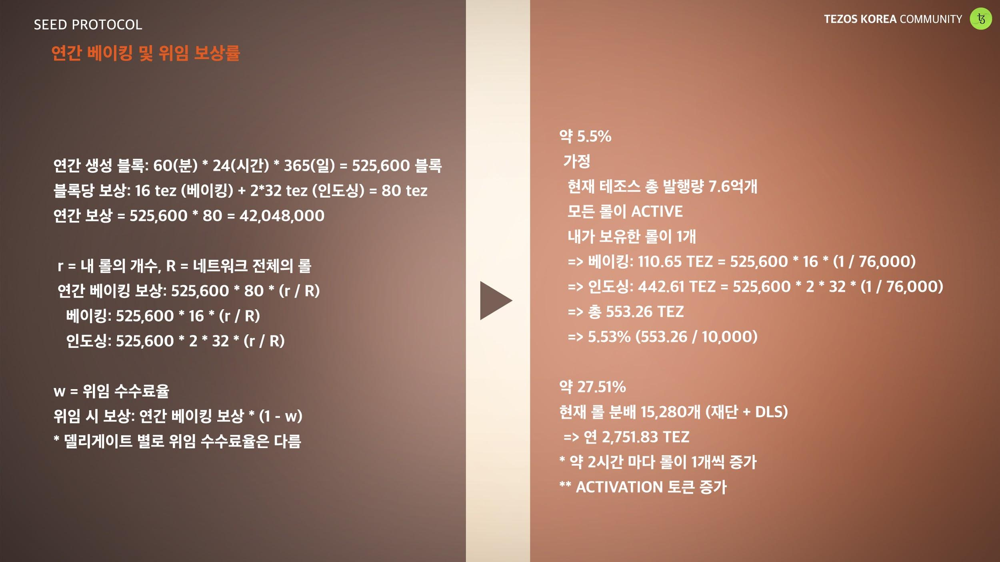 SEED PROTOCOL
TEZOS KOREA COMMUNITY
연간 베이킹 및 위임 보상률
연간 생성 블록: 60(분) * 24(시간) * 365(일) = 525,600 블록
블록당 보상: 16 tez (베이킹) + 2*32 tez (인도싱) = 80 tez
연간 보상 = 525,600 * 80 = 42,048,000
r = 내 롤의 개수, R = 네트워크 전체의 롤
연간 베이킹 보상: 525,600 * 80 * (r / R)
베이킹: 525,600 * 16 * (r / R)
인도싱: 525,600 * 2 * 32 * (r / R)
w = 위임 수수료율
위임 시 보상: 연간 베이킹 보상 * (1 - w)
* 델리게이트 별로 위임 수수료율은 다름
약 5.5%
가정
현재 테조스 총 발행량 7.6억개
모든 롤이 ACTIVE
내가 보유한 롤이 1개
=> 베이킹: 110.65 TEZ = 525,600 * 16 * (1 / 76,000)
=> 인도싱: 442.61 TEZ = 525,600 * 2 * 32 * (1 / 76,000)
=> 총 553.26 TEZ
=> 5.53% (553.26 / 10,000)
약 27.51%
현재 롤 분배 15,280개 (재단 + DLS)
=> 연 2,751.83 TEZ
* 약 2시간 마다 롤이 1개씩 증가
** ACTIVATION 토큰 증가